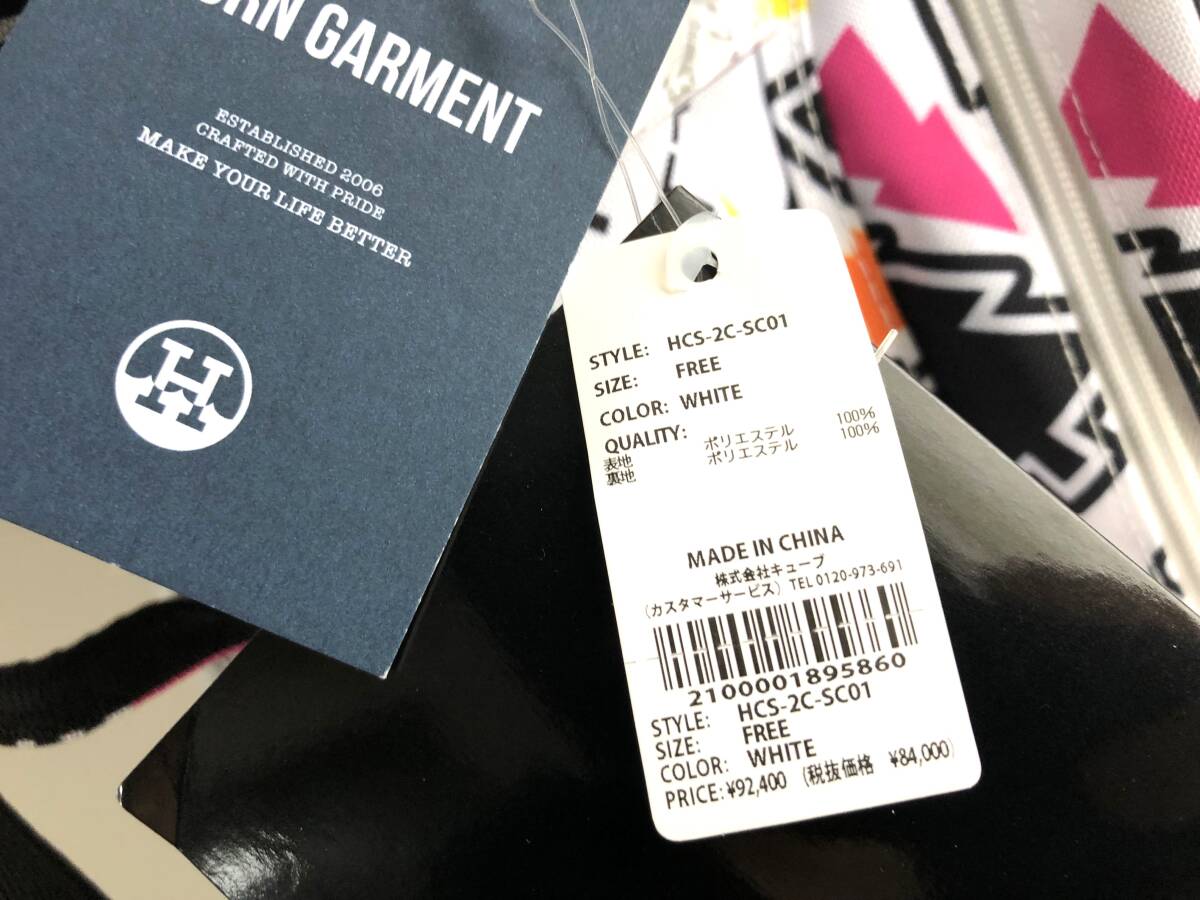 GARMENT
ESTABLISHED 2006
CRAFTED WITH PRIDE
MAKE YOUR LIFE BETTER
H
STYLE: HCS-2C-SC01
SIZE: FREE
COLOR: WHITE
QUALITY:
表地 ポリエステル 100%
裏地 ポリエステル 100%
MADE IN CHINA
株式会社キューブ
(カスタマーサービス) TEL 0120-973-691
2100001895860
STYLE: HCS-2C-SC01
SIZE: FREE
COLOR: WHITE
PRICE: ¥92,400 (税抜価格 ¥84,000)